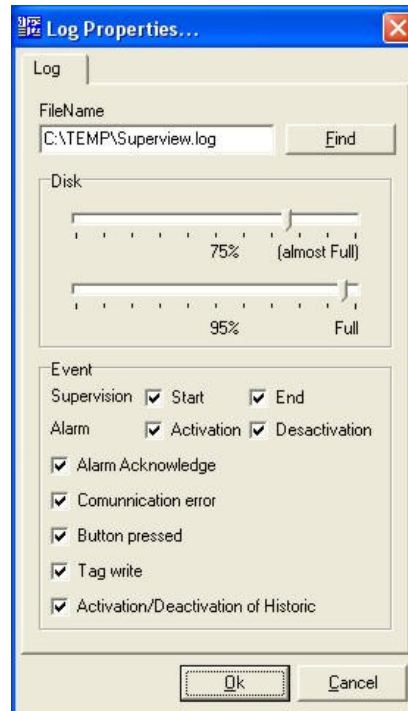 Log Properties...
Log
FileName
C:\TEMP\Superview.log Find
Disk
75% (almost Full)
95% Full
Event
Supervision Start End
Alarm Activation Desactivation
Alarm Acknowledge
Comunnication error
Button pressed
Tag write
Activation/Deactivation of Historic
Ok Cancel